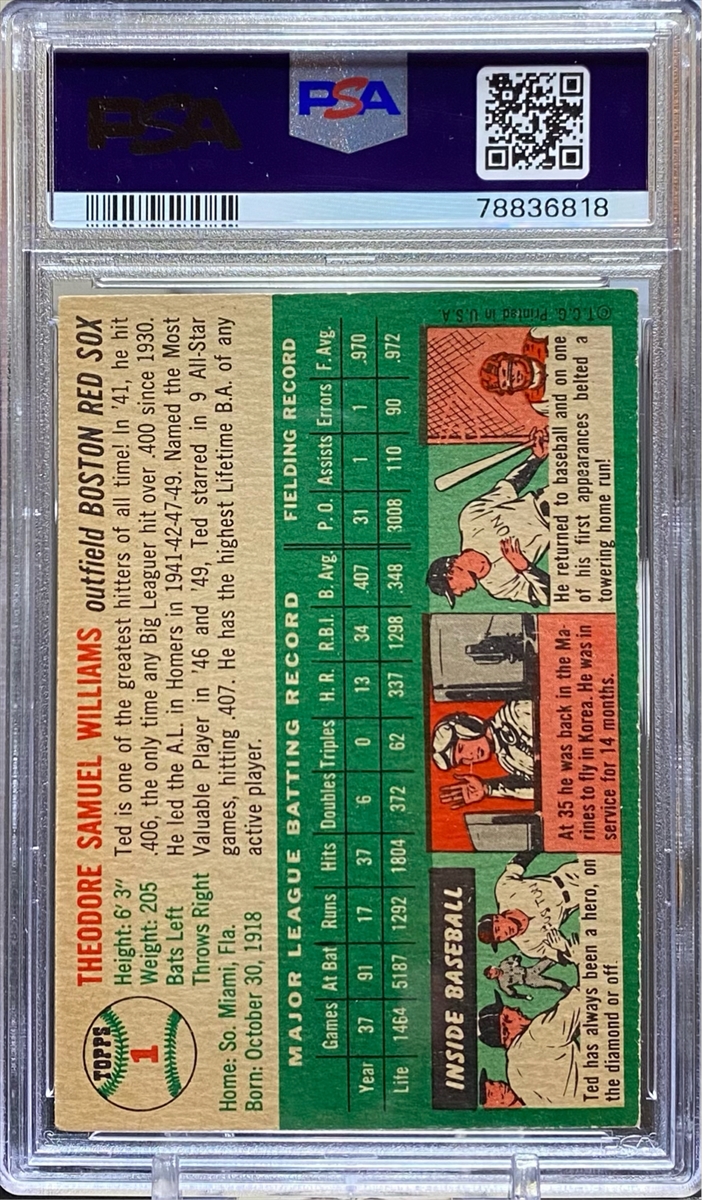 PSA
PSA
78836818
TOPPS
1
THEODORE SAMUEL WILLIAMS outfield BOSTON RED SOX
Height: 6' 3"
Weight: 205
Bats Left
Throws Right
Home: So. Miami, Fla.
Born: October 30, 1918
Ted is one of the greatest hitters of all time! In '41, he hit
.406, the only time any Big Leaguer hit over .400 since 1930.
He led the A.L. in Homers in 1941-42-47-49. Named the Most
Valuable Player in '46 and '49, Ted starred in 9 All-Star
games, hitting .407. He has the highest Lifetime B.A. of any
active player.
MAJOR LEAGUE BATTING RECORD FIELDING RECORD
Games At Bat Runs Hits Doubles Triples H. R. R.B.I. B. Avg. P. O. Assists Errors F. Avg.
Year 37 91 17 37 6 0 13 34 .407 31 1 1 .970
Life 1464 5187 1292 1804 372 62 337 1298 .348 3008 110 90 .972
INSIDE BASEBALL
Ted has always been a hero, on
the diamond or off.
At 35 he was back in the Ma-
rines to fly in Korea. He was in
service for 14 months.
He returned to baseball and on one
of his first appearances belted a
towering home run!
©T.C.G. Printed in U.S.A.